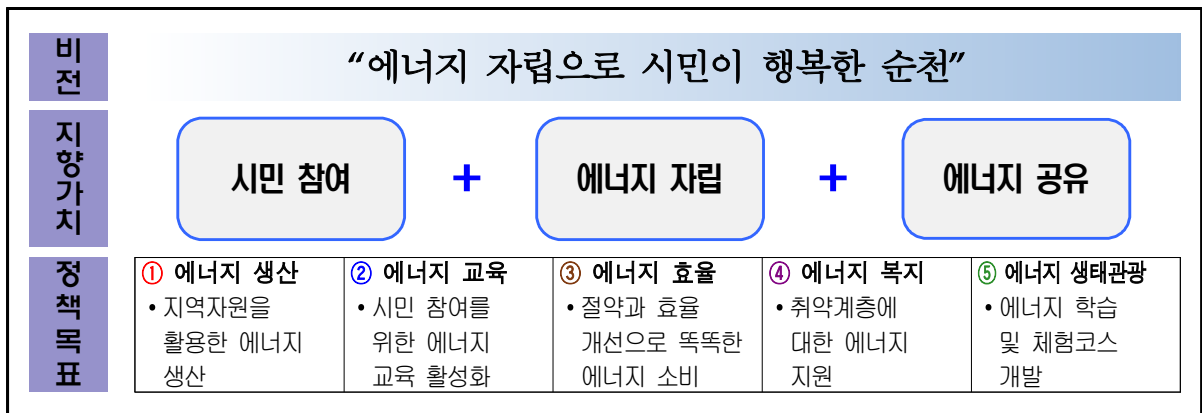 비전
“에너지 자립으로 시민이 행복한 순천”
지향가치
시민 참여
+
에너지 자립
+
에너지 공유
정책목표
① 에너지 생산
• 지역자원을
활용한 에너지
생산
② 에너지 교육
• 시민 참여를
위한 에너지
교육 활성화
③ 에너지 효율
• 절약과 효율
개선으로 똑똑한
에너지 소비
④ 에너지 복지
• 취약계층에
대한 에너지
지원
⑤ 에너지 생태관광
• 에너지 학습
및 체험코스
개발